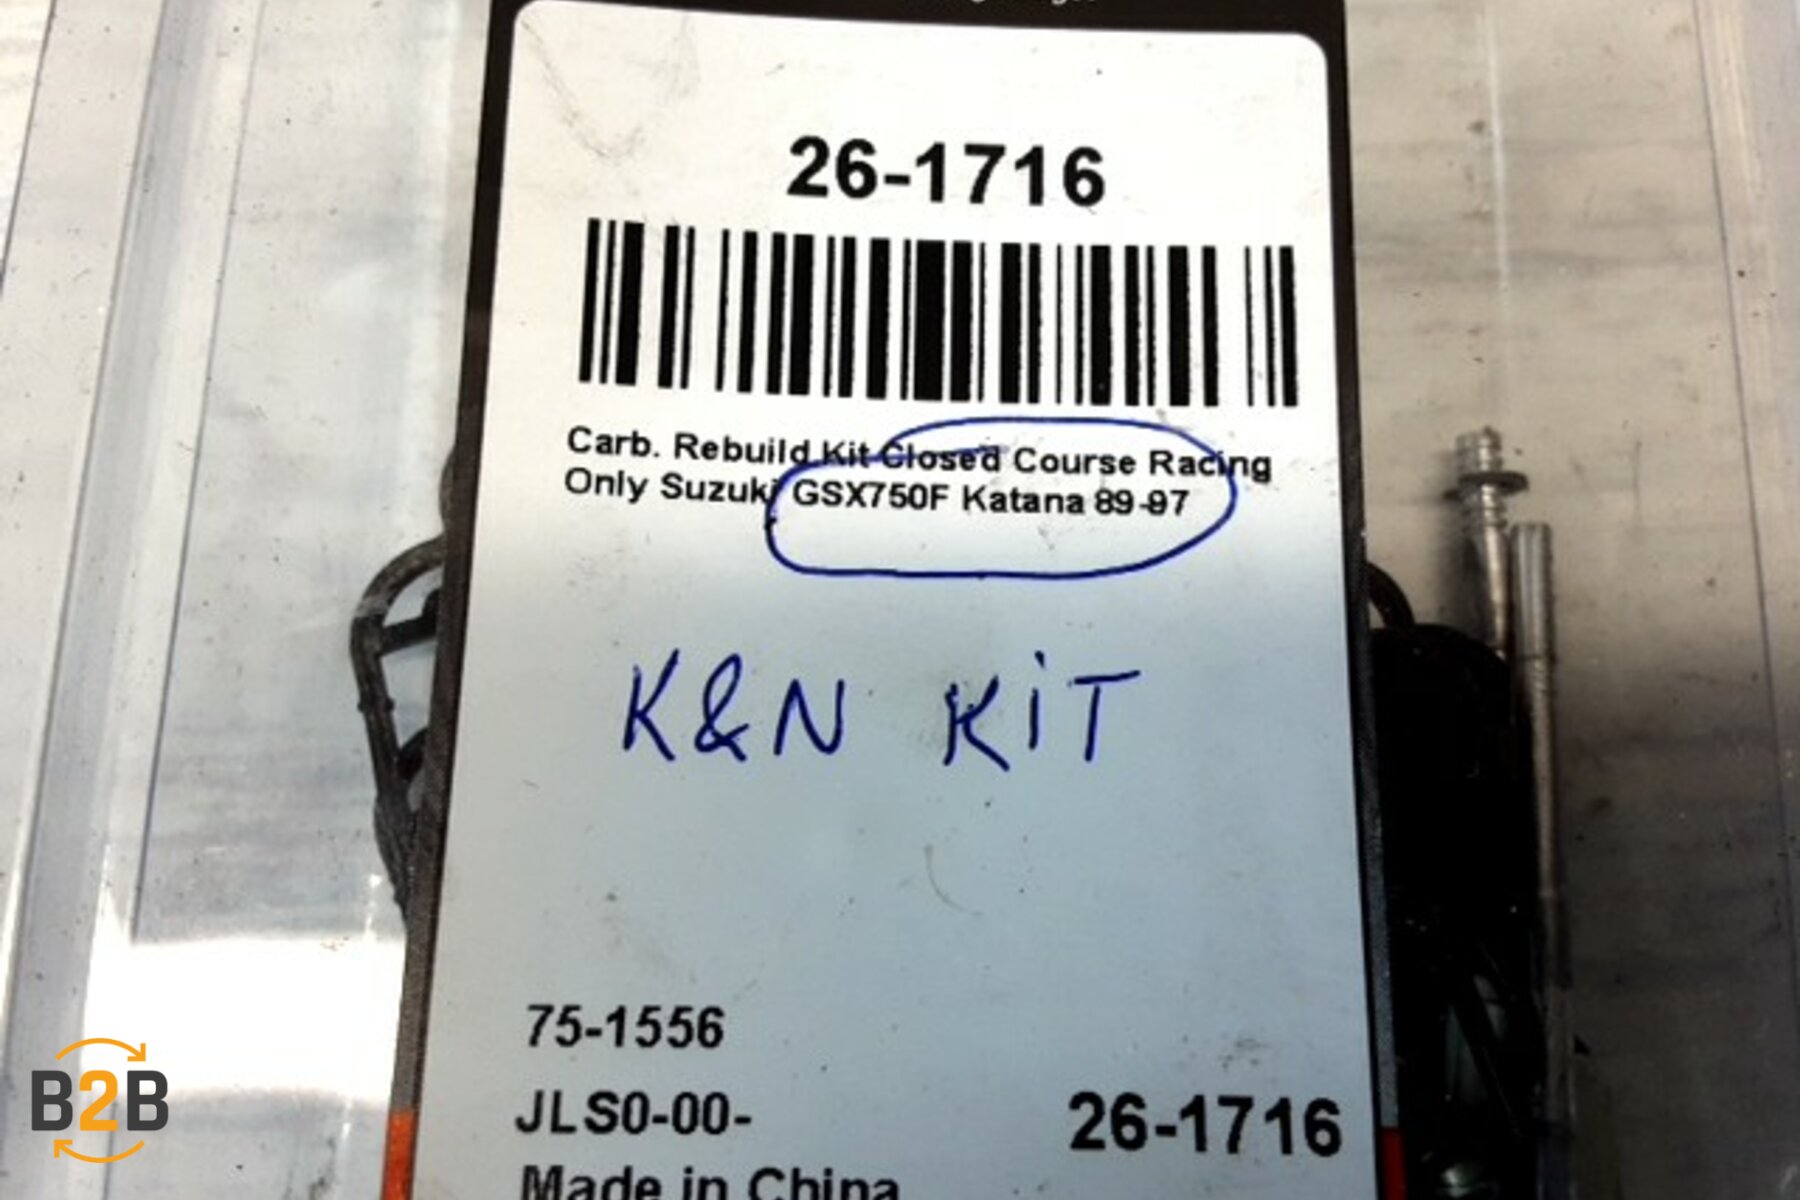 26-1716
Carb. Rebuild Kit Closed Course Racing
Only Suzuki GSX750F Katana 89-97
K&N KiT
75-1556
JLS0-00-
26-1716
Made in China
B2B